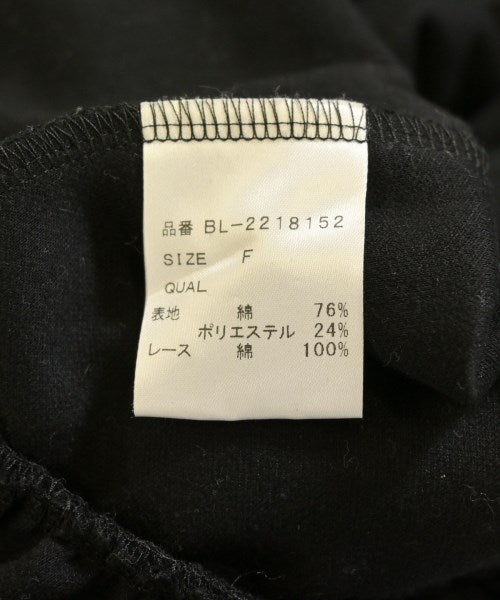 品番 BL-2218152
SIZE F
QUAL
表地 綿 76%
ポリエステル 24%
レース 綿 100%